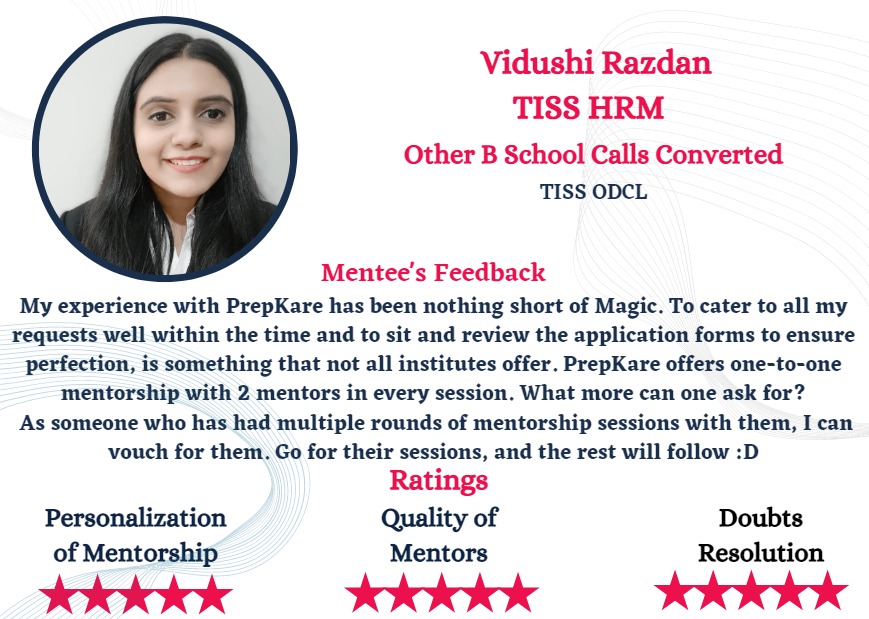 Vidushi Razdan
TISS HRM
Other B School Calls Converted
TISS ODCL
Mentee's Feedback
My experience with PrepKare has been nothing short of Magic. To cater to all my
requests well within the time and to sit and review the application forms to ensure
perfection, is something that not all institutes offer. PrepKare offers one-to-one
mentorship with 2 mentors in every session. What more can one ask for?
As someone who has had multiple rounds of mentorship sessions with them, I can
vouch for them. Go for their sessions, and the rest will follow :D
Ratings
Personalization
of Mentorship
Quality of
Mentors
Doubts
Resolution